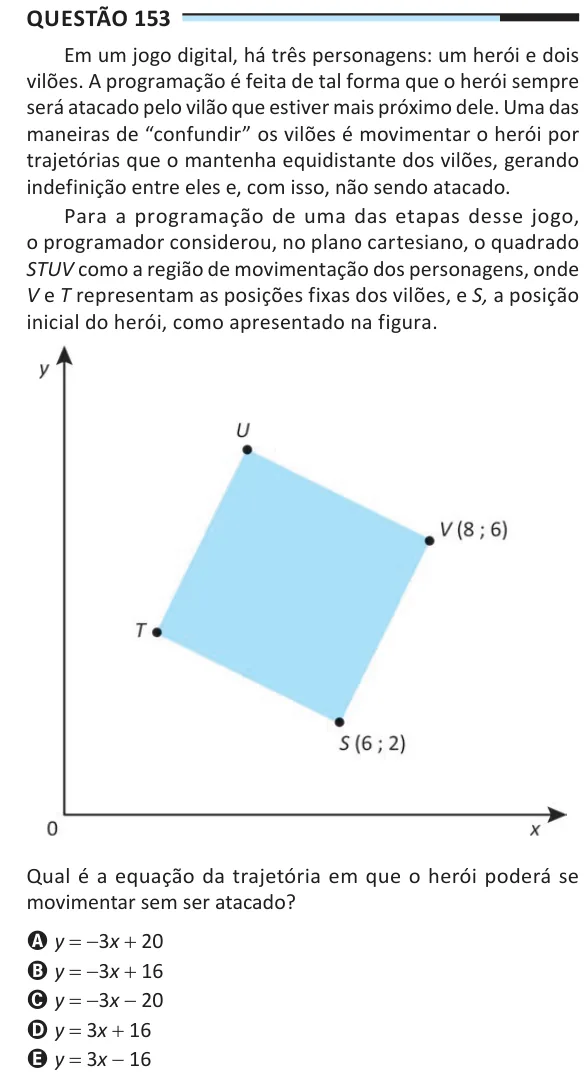 QUESTÃO 153
Em um jogo digital, há três personagens: um herói e dois
vilões. A programação é feita de tal forma que o herói sempre
será atacado pelo vilão que estiver mais próximo dele. Uma das
maneiras de “confundir” os vilões é movimentar o herói por
trajetórias que o mantenha equidistante dos vilões, gerando
indefinição entre eles e, com isso, não sendo atacado.
Para a programação de uma das etapas desse jogo,
o programador considerou, no plano cartesiano, o quadrado
STUV como a região de movimentação dos personagens, onde
V e T representam as posições fixas dos vilões, e S, a posição
inicial do herói, como apresentado na figura.
y
U
V (8 ; 6)
T
S (6 ; 2)
0
x
Qual é a equação da trajetória em que o herói poderá se
movimentar sem ser atacado?
A y = −3x + 20
B y = −3x + 16
C y = −3x − 20
D y = 3x + 16
E y = 3x − 16